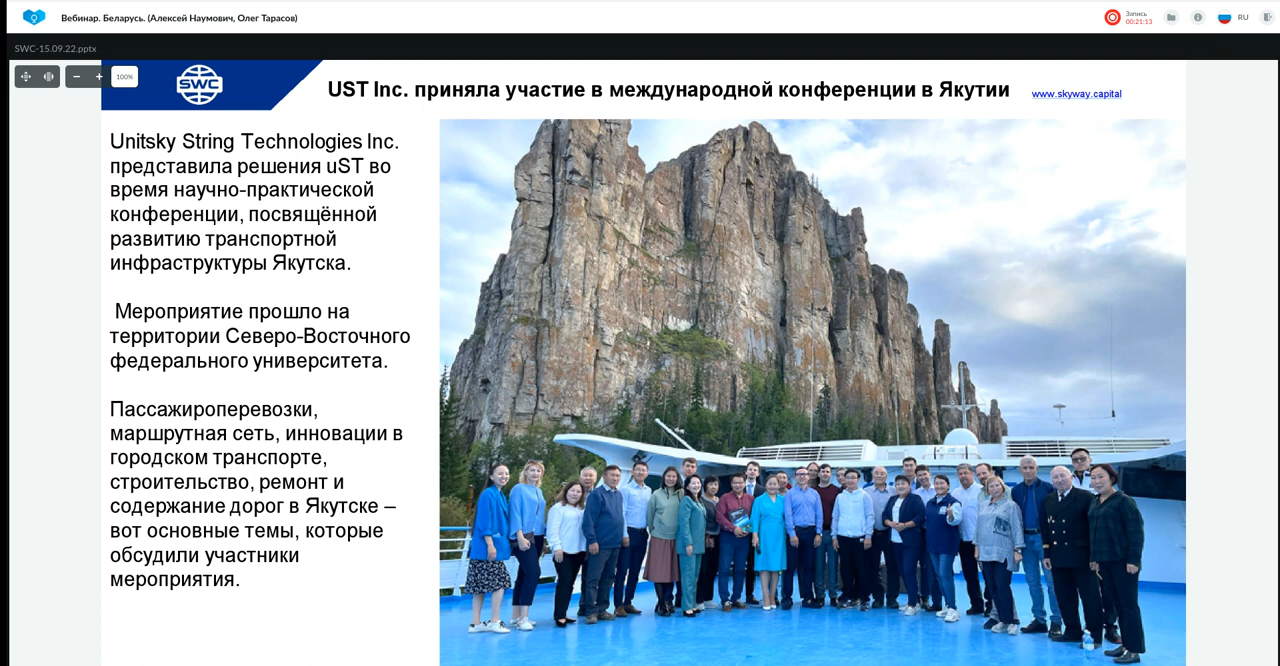 Вебинар. Беларусь. (Алексей Наумович, Олег Тарасов)
Запись
00:21:13
RU
SWC-15.09.22.pptx
100%
SWC
UST Inc. приняла участие в международной конференции в Якутии
www.skyway.capital
Unitsky String Technologies Inc.
представила решения uST во
время научно-практической
конференции, посвящённой
развитию транспортной
инфраструктуры Якутска.
Мероприятие прошло на
территории Северо-Восточного
федерального университета.
Пассажироперевозки,
маршрутная сеть, инновации в
городском транспорте,
строительство, ремонт и
содержание дорог в Якутске –
вот основные темы, которые
обсудили участники
мероприятия.